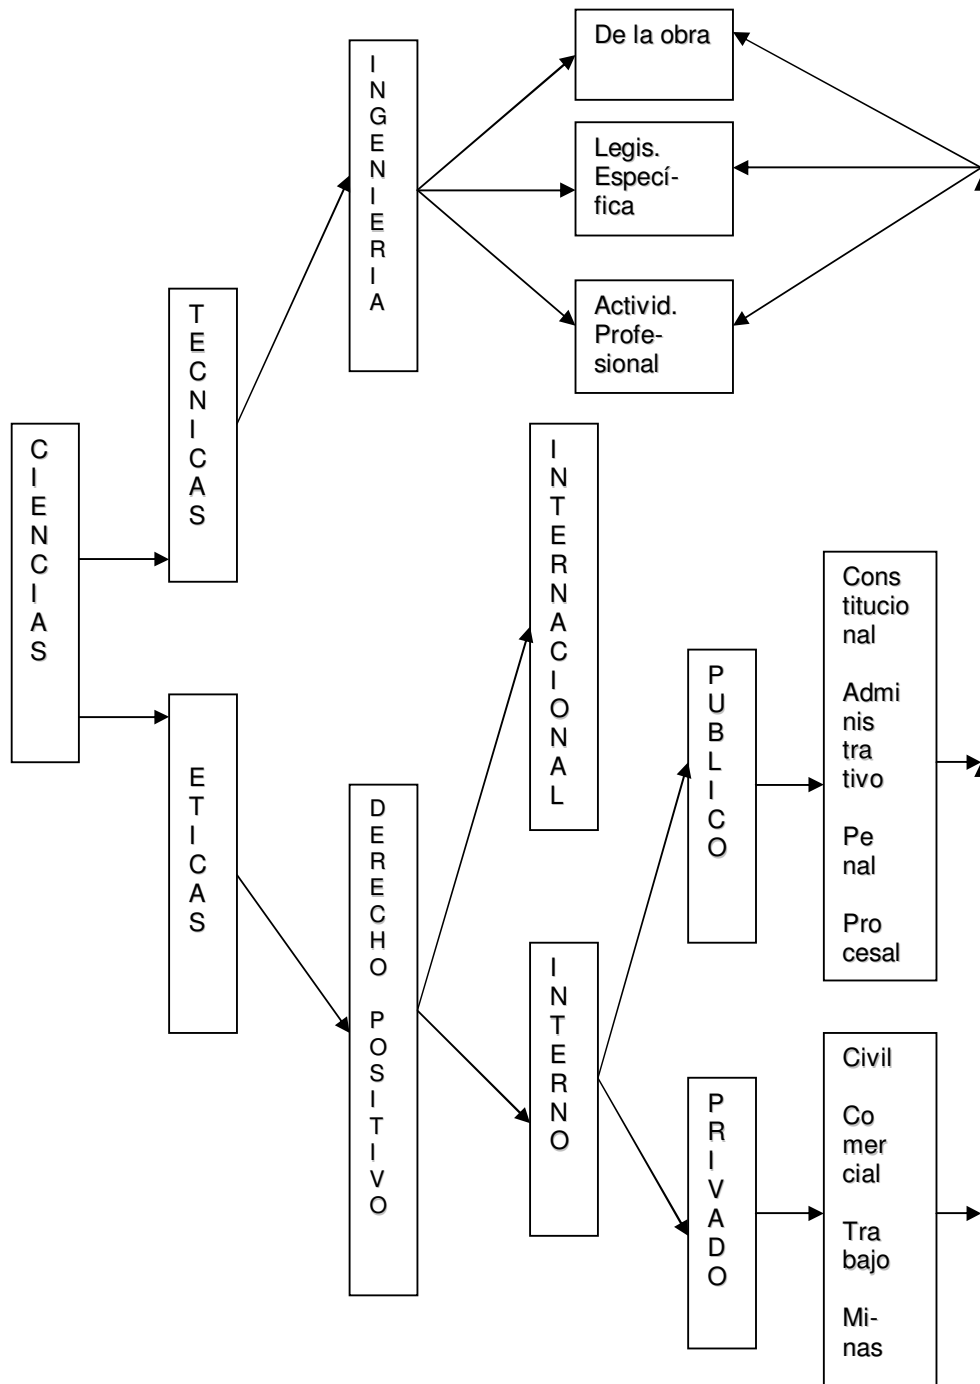 De la obra
INGENIERIA
Legis.
Especí-
fica
Activid.
Profe-
sional
TECNICAS
CIENCIAS
INTERNACIONAL
ETICAS
DERECHO POSITIVO
INTERNO
PUBLICO
Cons
titucio
nal
Admi
nis
tra
tivo
Pe
nal
Pro
cesal
PRIVADO
Civil
Co
mer
cial
Tra
bajo
Mi-
nas